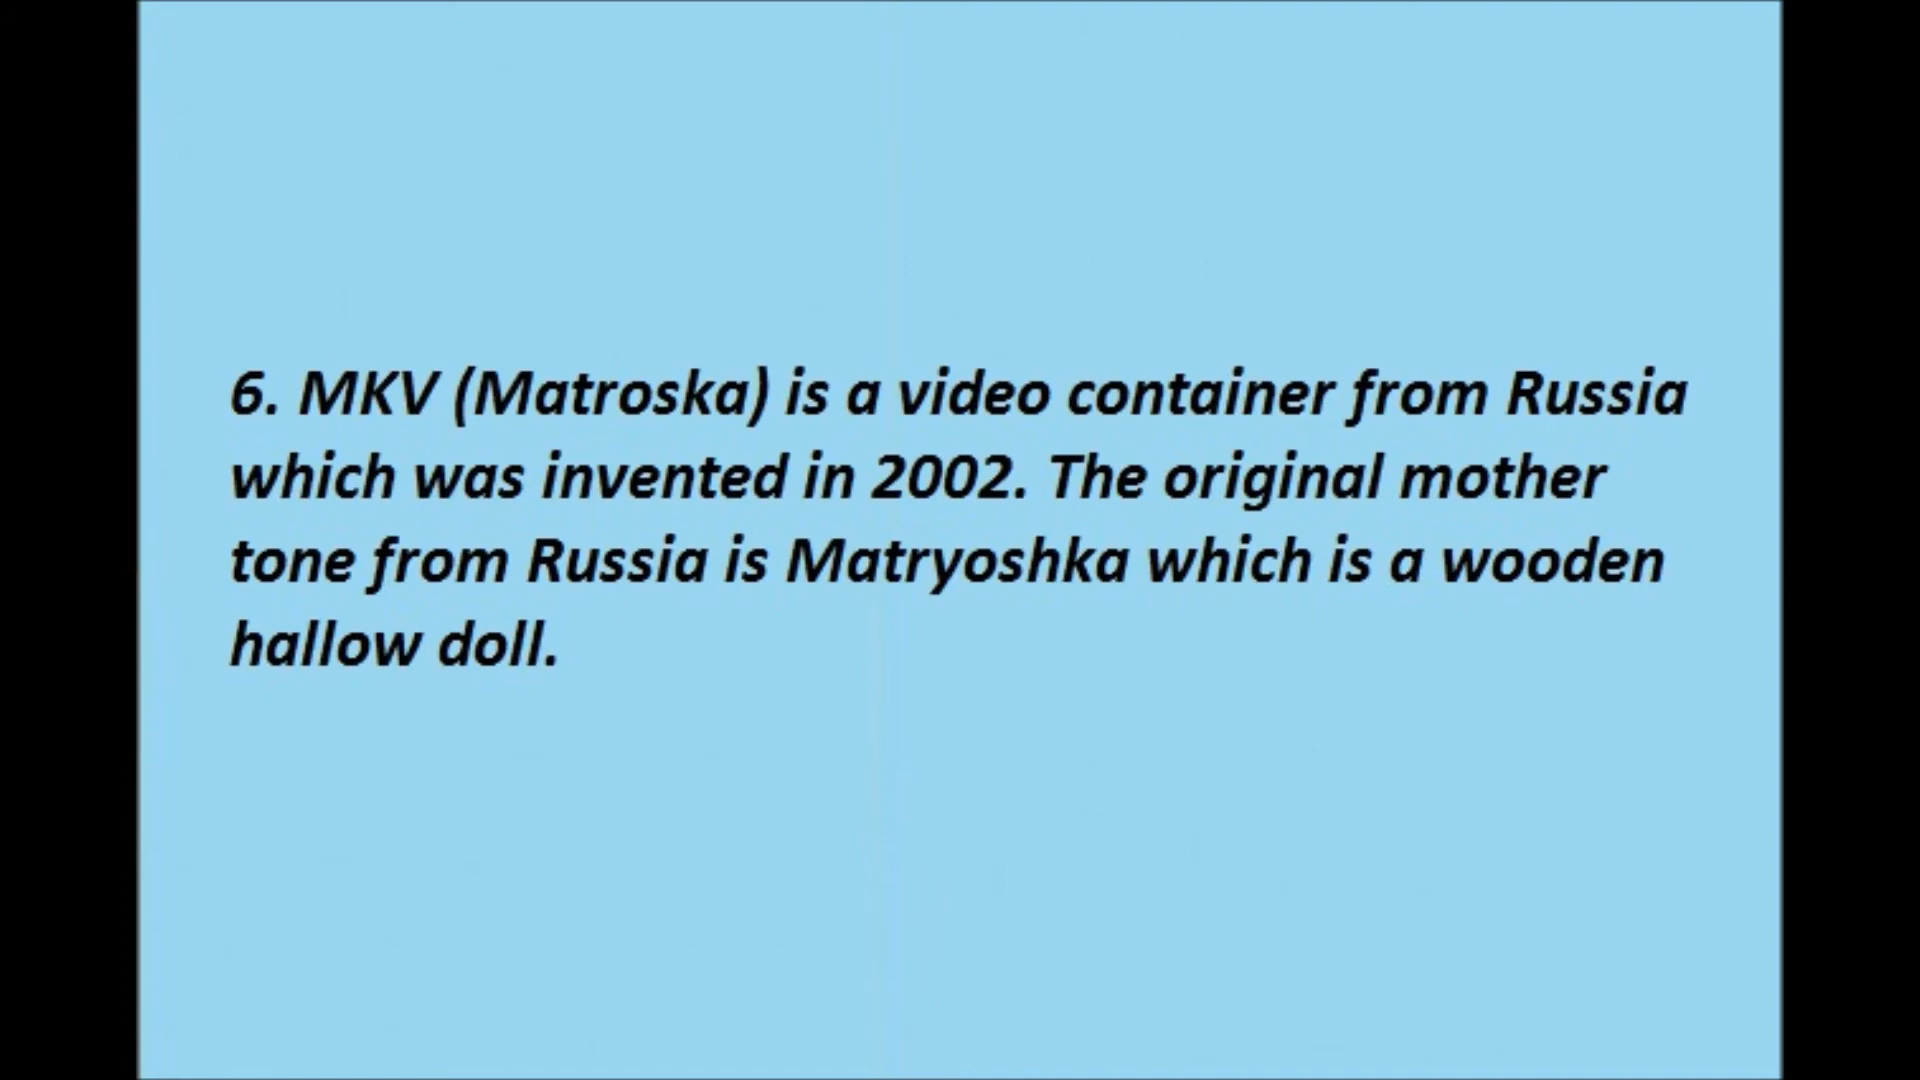 6. MKV (Matroska) is a video container from Russia
which was invented in 2002. The original mother
tone from Russia is Matryoshka which is a wooden
hallow doll.